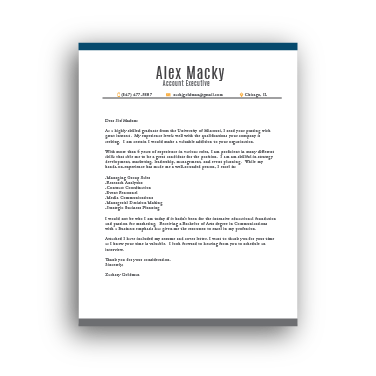 Alex Macky
Account Executive
(847) 477-3887 zackjgoldman@gmail.com Chicago, IL
Dear Sir/Madam:
As a highly skilled graduate from the University of Missouri, I read your posting with
great interest. My experience levels work well with the qualifications your company is
seeking. I am certain I would make a valuable addition to your organization.
With more than 6 years of experience in various roles, I am proficient in many different
skills that allow me to be a great candidate for the position. I am skilled in strategy
development, marketing, leadership, management, and event planning. While my
hands-on experience has made me a well-rounded person, I excel in:
-Managing Group Sales
-Research Analytics
-Contract Coordination
-Event Personnel
-Media Communications
-Managerial Decision Making
-Strategic Business Planning
I would not be who I am today if it hadn't been for the intensive educational foundation
and passion for marketing. Receiving a Bachelor of Arts degree in Communications
with a Business emphasis has given me the resources to excel in my profession.
Attached I have included my resume and cover letter. I want to thank you for your time
to I know your time is valuable. I look forward to hearing from you to schedule an
interview.
Thank you for your consideration.
Sincerely,
Zachary Goldman